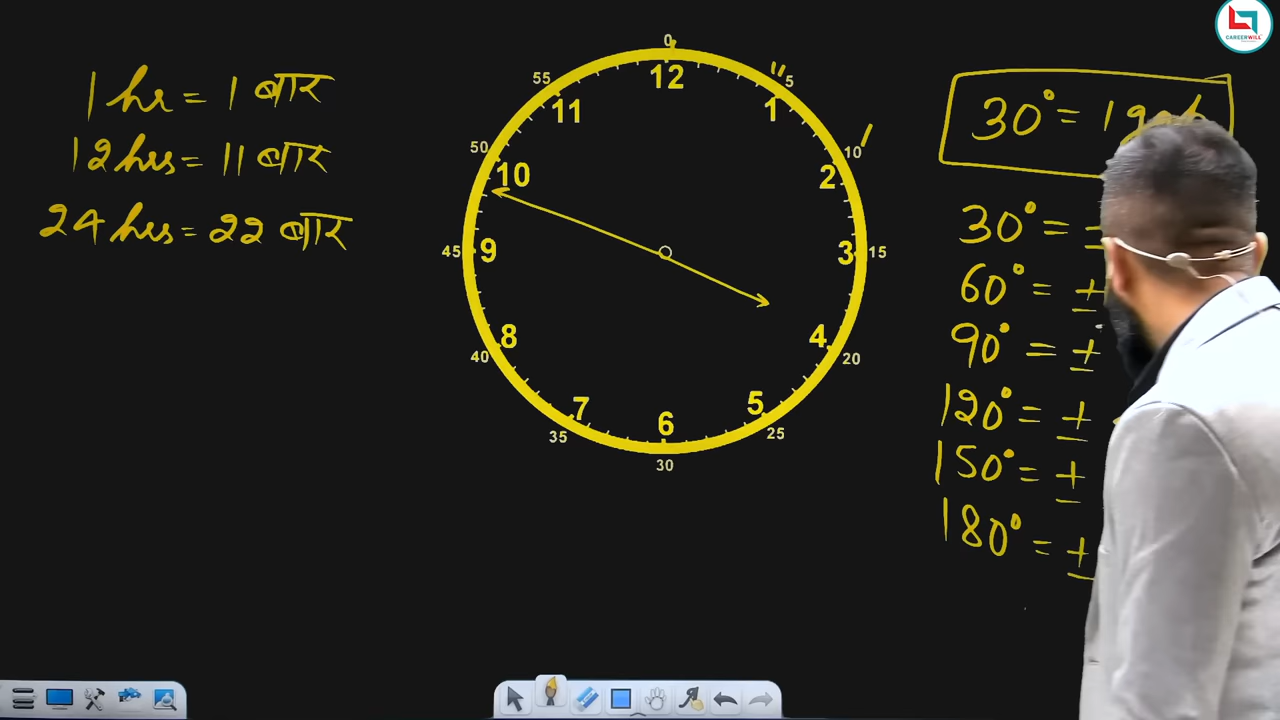 1 hr = 1 बार
12 hrs = 11 बार
24 hrs = 22 बार
0
55
5
50
10
45
15
40
20
35
25
30
12
11
1
10
2
9
3
8
4
7
5
6
30° = 1
30° = ±
60° = ±
90° = ±
120° = ±
150° = ±
180° = ±
CAREERWILL